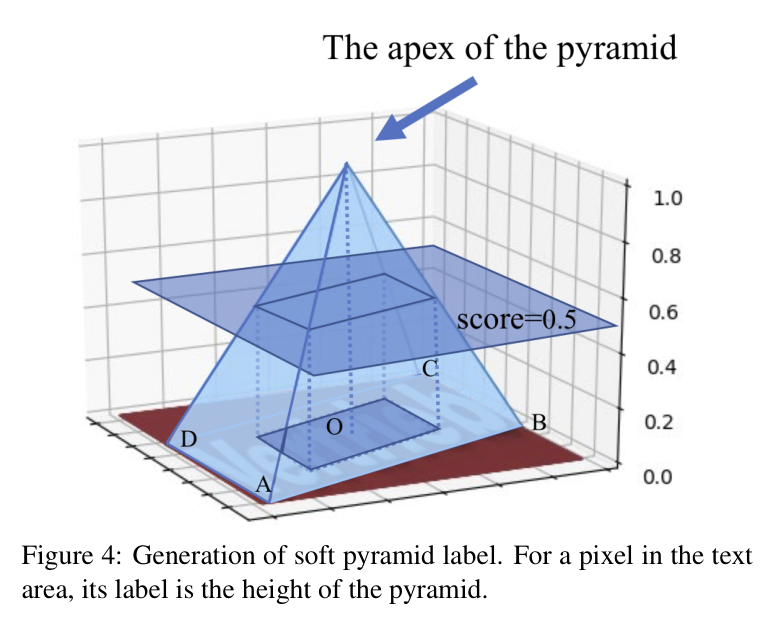 The apex of the pyramid
1.0
0.8
score=0.5
0.6
0.4
C
0.2
B
O
D
A
0.0
Figure 4: Generation of soft pyramid label. For a pixel in the text
area, its label is the height of the pyramid.